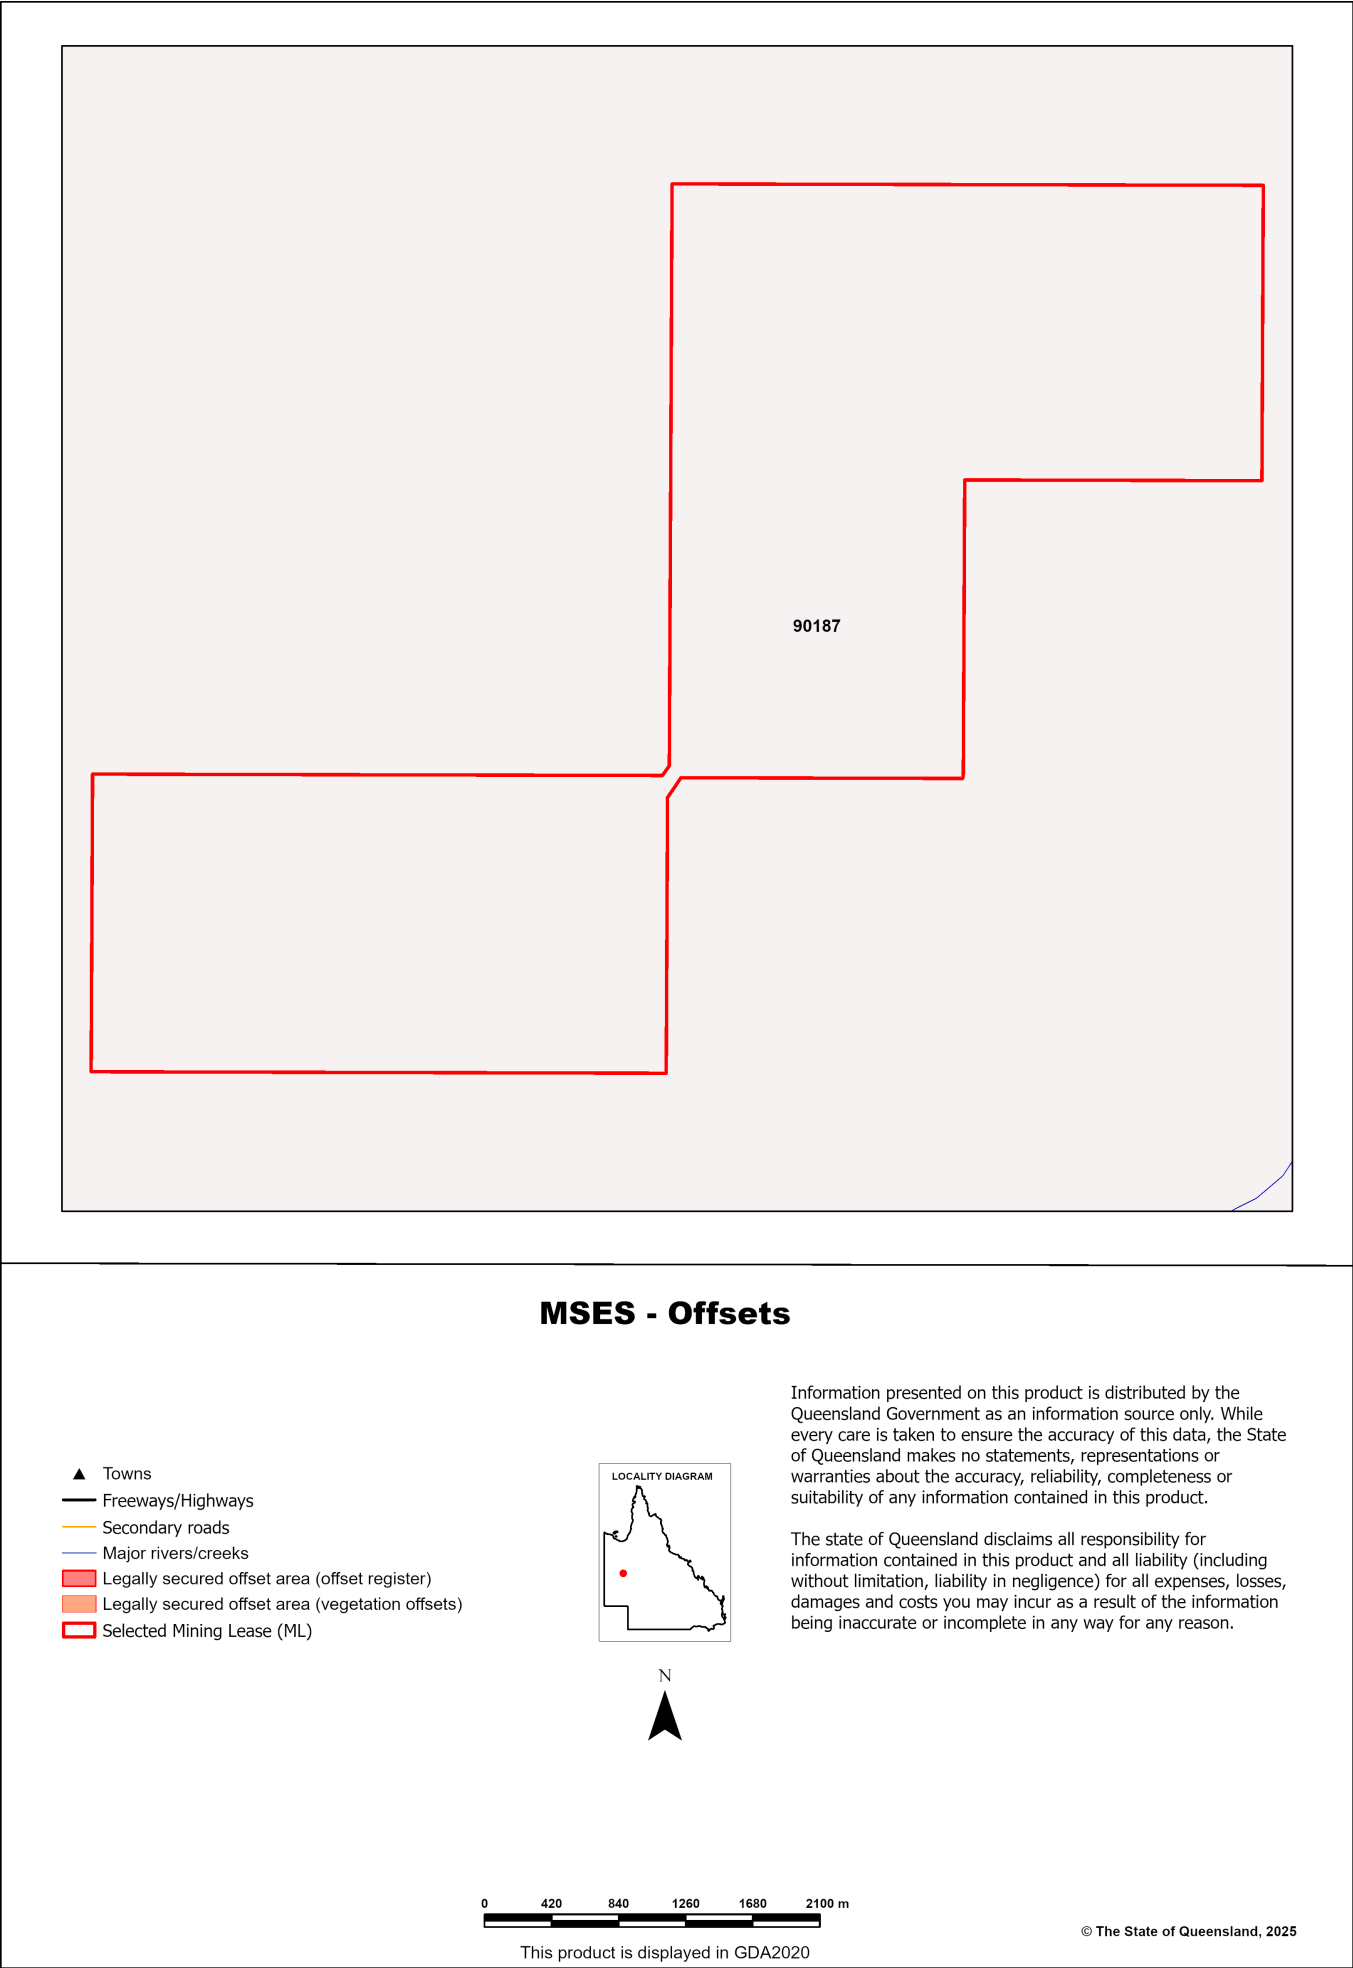 90187
MSES - Offsets
Information presented on this product is distributed by the
Queensland Government as an information source only. While
every care is taken to ensure the accuracy of this data, the State
of Queensland makes no statements, representations or
warranties about the accuracy, reliability, completeness or
suitability of any information contained in this product.
The state of Queensland disclaims all responsibility for
information contained in this product and all liability (including
without limitation, liability in negligence) for all expenses, losses,
damages and costs you may incur as a result of the information
being inaccurate or incomplete in any way for any reason.
Towns
Freeways/Highways
Secondary roads
Major rivers/creeks
Legally secured offset area (offset register)
Legally secured offset area (vegetation offsets)
Selected Mining Lease (ML)
LOCALITY DIAGRAM
N
0 420 840 1260 1680 2100 m
This product is displayed in GDA2020
© The State of Queensland, 2025